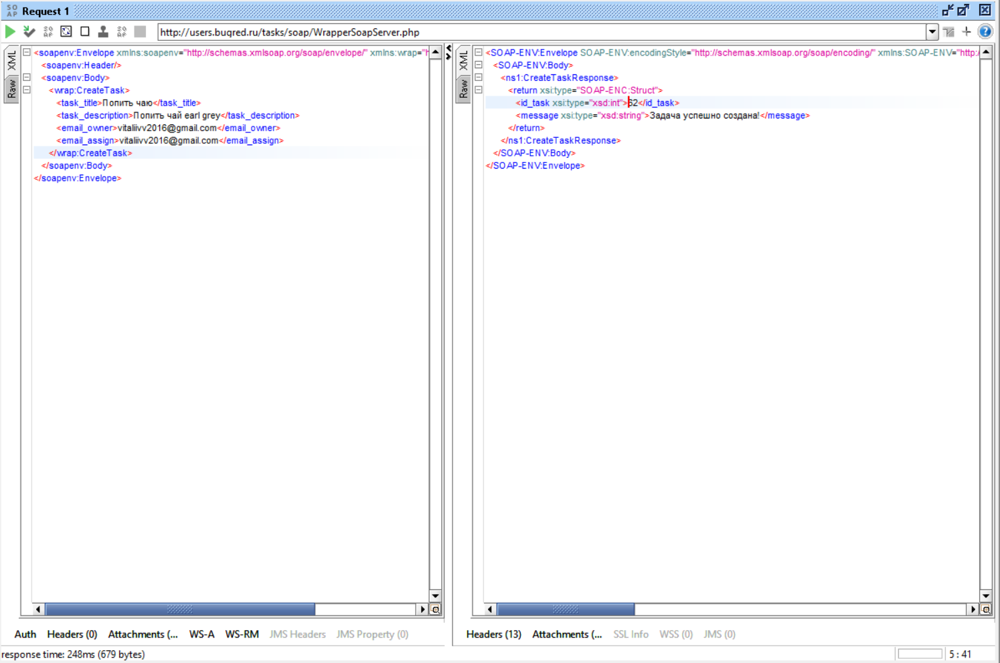 SO AP Request 1
http://users.buqred.ru/tasks/soap/WrapperSoapServer.php
XML
Raw
<soapenv:Envelope xmlns:soapenv="http://schemas.xmlsoap.org/soap/envelope/" xmlns:wrap="h
<soapenv:Header/>
<soapenv:Body>
<wrap:CreateTask>
<task_title>Попить чаю</task_title>
<task_description>Попить чай earl grey</task_description>
<email_owner>vitaliivv2016@gmail.com</email_owner>
<email_assign>vitaliivv2016@gmail.com</email_assign>
</wrap:CreateTask>
</soapenv:Body>
</soapenv:Envelope>
XML
Raw
<SOAP-ENV:Envelope SOAP-ENV:encodingStyle="http://schemas.xmlsoap.org/soap/encoding/" xmlns:SOAP-ENV="http:/
<SOAP-ENV:Body>
<ns1:CreateTaskResponse>
<return xsi:type="SOAP-ENC:Struct">
<id_task xsi:type="xsd:int">62</id_task>
<message xsi:type="xsd:string">Задача успешно создана!</message>
</return>
</ns1:CreateTaskResponse>
</SOAP-ENV:Body>
</SOAP-ENV:Envelope>
Auth Headers (0) Attachments (... WS-A WS-RM JMS Headers JMS Property (0)
Headers (13) Attachments (... SSL Info WSS (0) JMS (0)
response time: 248ms (679 bytes)
5 : 41